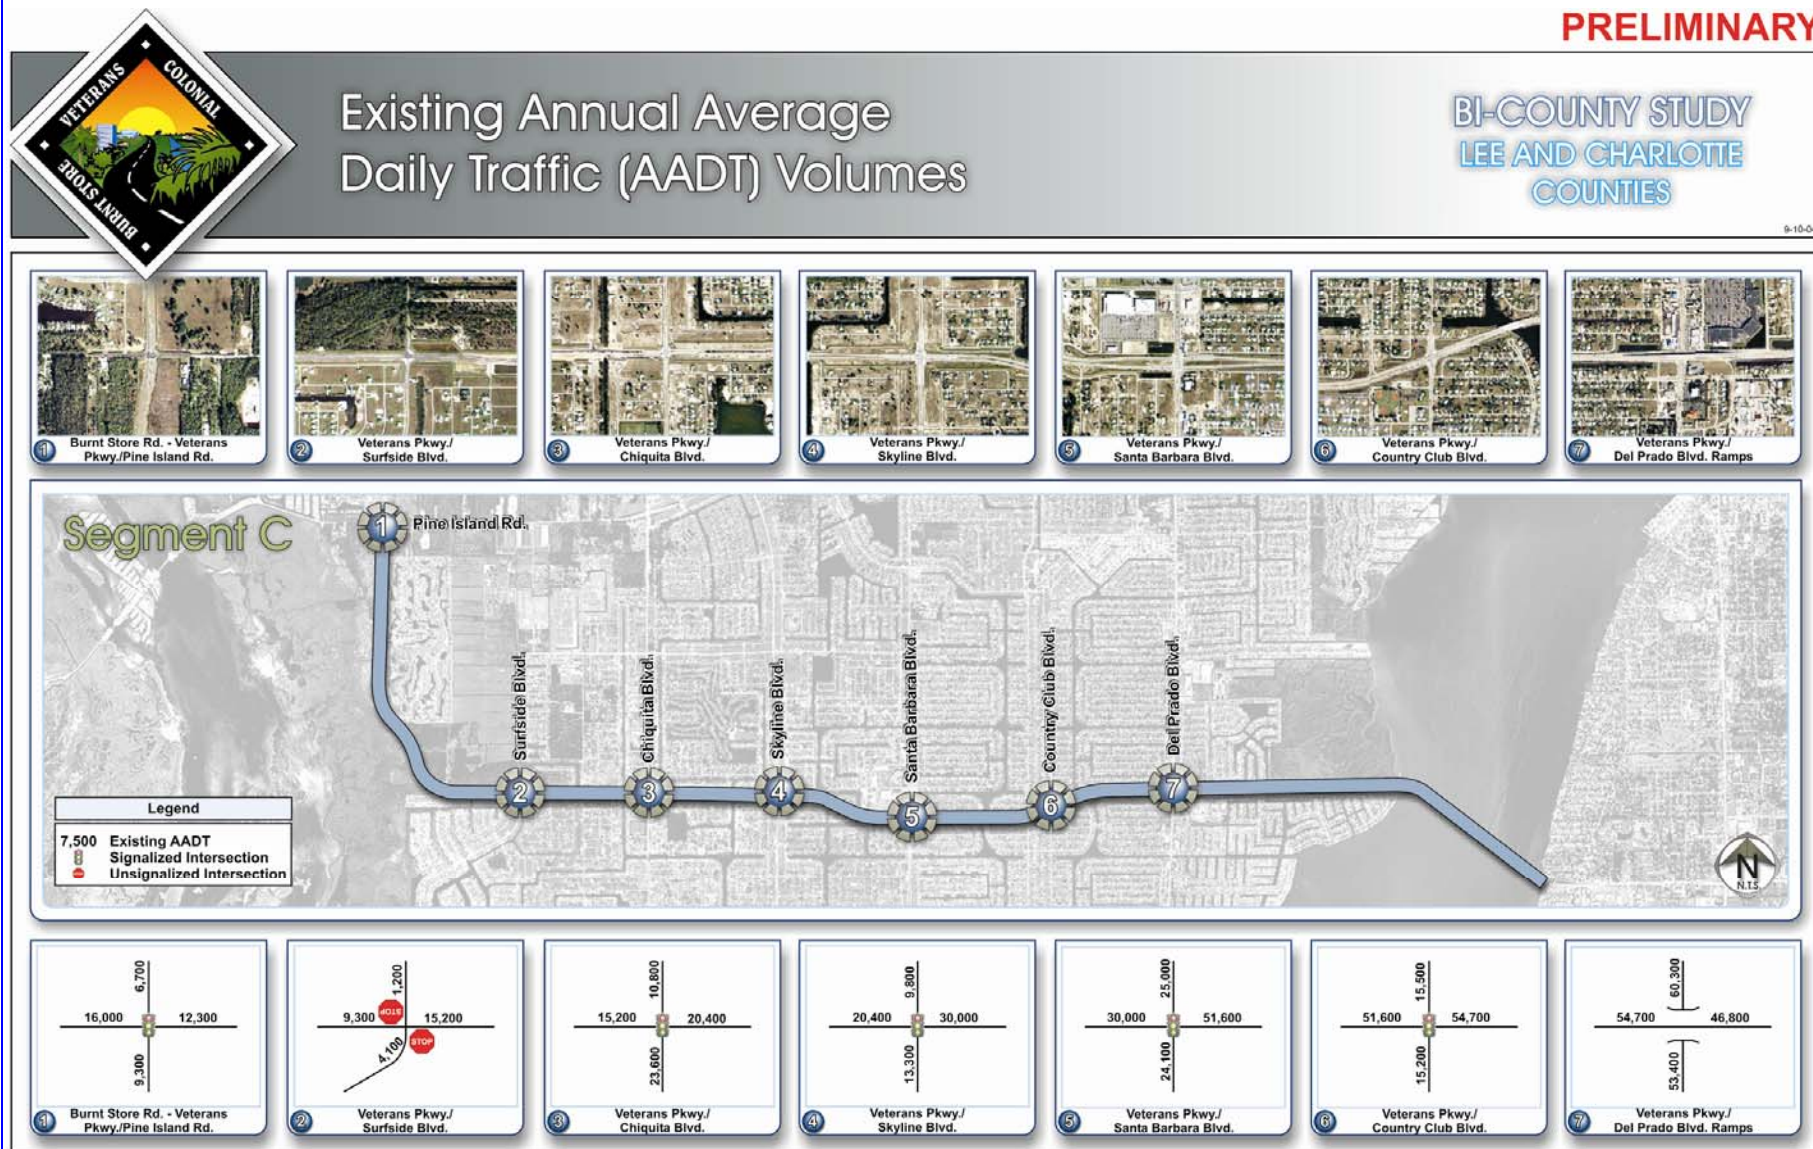 PRELIMINARY
VETERANS
COLONIAL
BURNT STORE
Existing Annual Average
Daily Traffic (AADT) Volumes
BI-COUNTY STUDY
LEE AND CHARLOTTE
COUNTIES
1
Burnt Store Rd. - Veterans
Pkwy./Pine Island Rd.
2
Veterans Pkwy./
Surfside Blvd.
3
Veterans Pkwy./
Chiquita Blvd.
4
Veterans Pkwy./
Skyline Blvd.
5
Veterans Pkwy./
Santa Barbara Blvd.
6
Veterans Pkwy./
Country Club Blvd.
7
Veterans Pkwy./
Del Prado Blvd. Ramps
Segment C
1
Pine Island Rd.
Surfside Blvd.
Chiquita Blvd.
Skyline Blvd.
Santa Barbara Blvd.
Country Club Blvd.
Del Prado Blvd.
2
3
4
5
6
7
Legend
7,500 Existing AADT
Signalized Intersection
Unsignalized Intersection
N
N.T.S.
6,700
16,000
12,300
9,300
1
Burnt Store Rd. - Veterans
Pkwy./Pine Island Rd.
1,200
9,300
STOP
15,200
STOP
4,100
2
Veterans Pkwy./
Surfside Blvd.
10,800
15,200
20,400
23,600
3
Veterans Pkwy./
Chiquita Blvd.
9,800
20,400
30,000
13,300
4
Veterans Pkwy./
Skyline Blvd.
25,000
30,000
51,600
24,100
5
Veterans Pkwy./
Santa Barbara Blvd.
15,500
51,600
54,700
15,200
6
Veterans Pkwy./
Country Club Blvd.
60,300
54,700
46,800
53,400
7
Veterans Pkwy./
Del Prado Blvd. Ramps